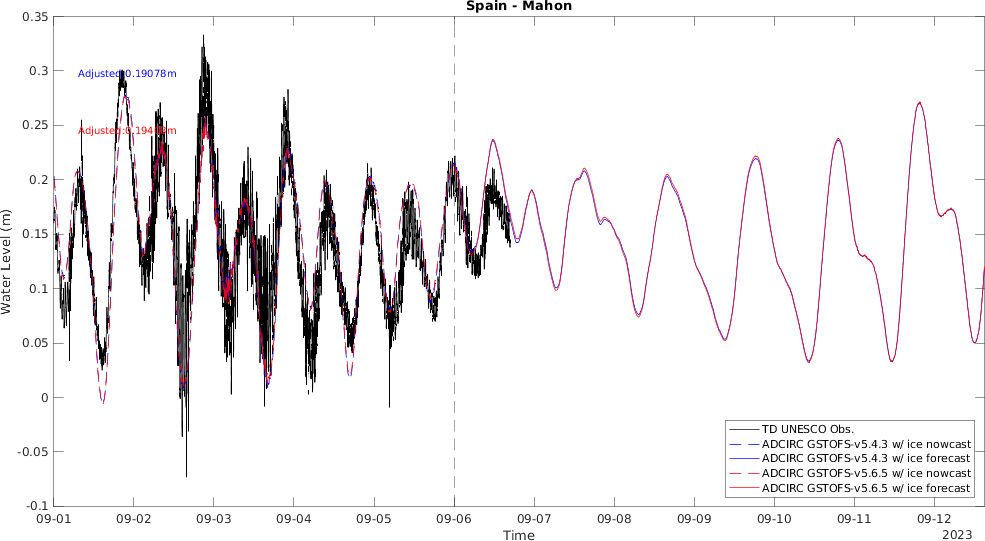 Spain - Mahon
0.35
0.3
0.25
0.2
0.15
0.1
0.05
0
-0.05
-0.1
Water Level (m)
Adjusted:0.19078m
TD UNESCO Obs.
ADCIRC GSTOFS-v5.4.3 w/ ice nowcast
ADCIRC GSTOFS-v5.4.3 w/ ice forecast
ADCIRC GSTOFS-v5.6.5 w/ ice nowcast
ADCIRC GSTOFS-v5.6.5 w/ ice forecast
09-01 09-02 09-03 09-04 09-05 09-06 09-07 09-08 09-09 09-10 09-11 09-12
Time
2023